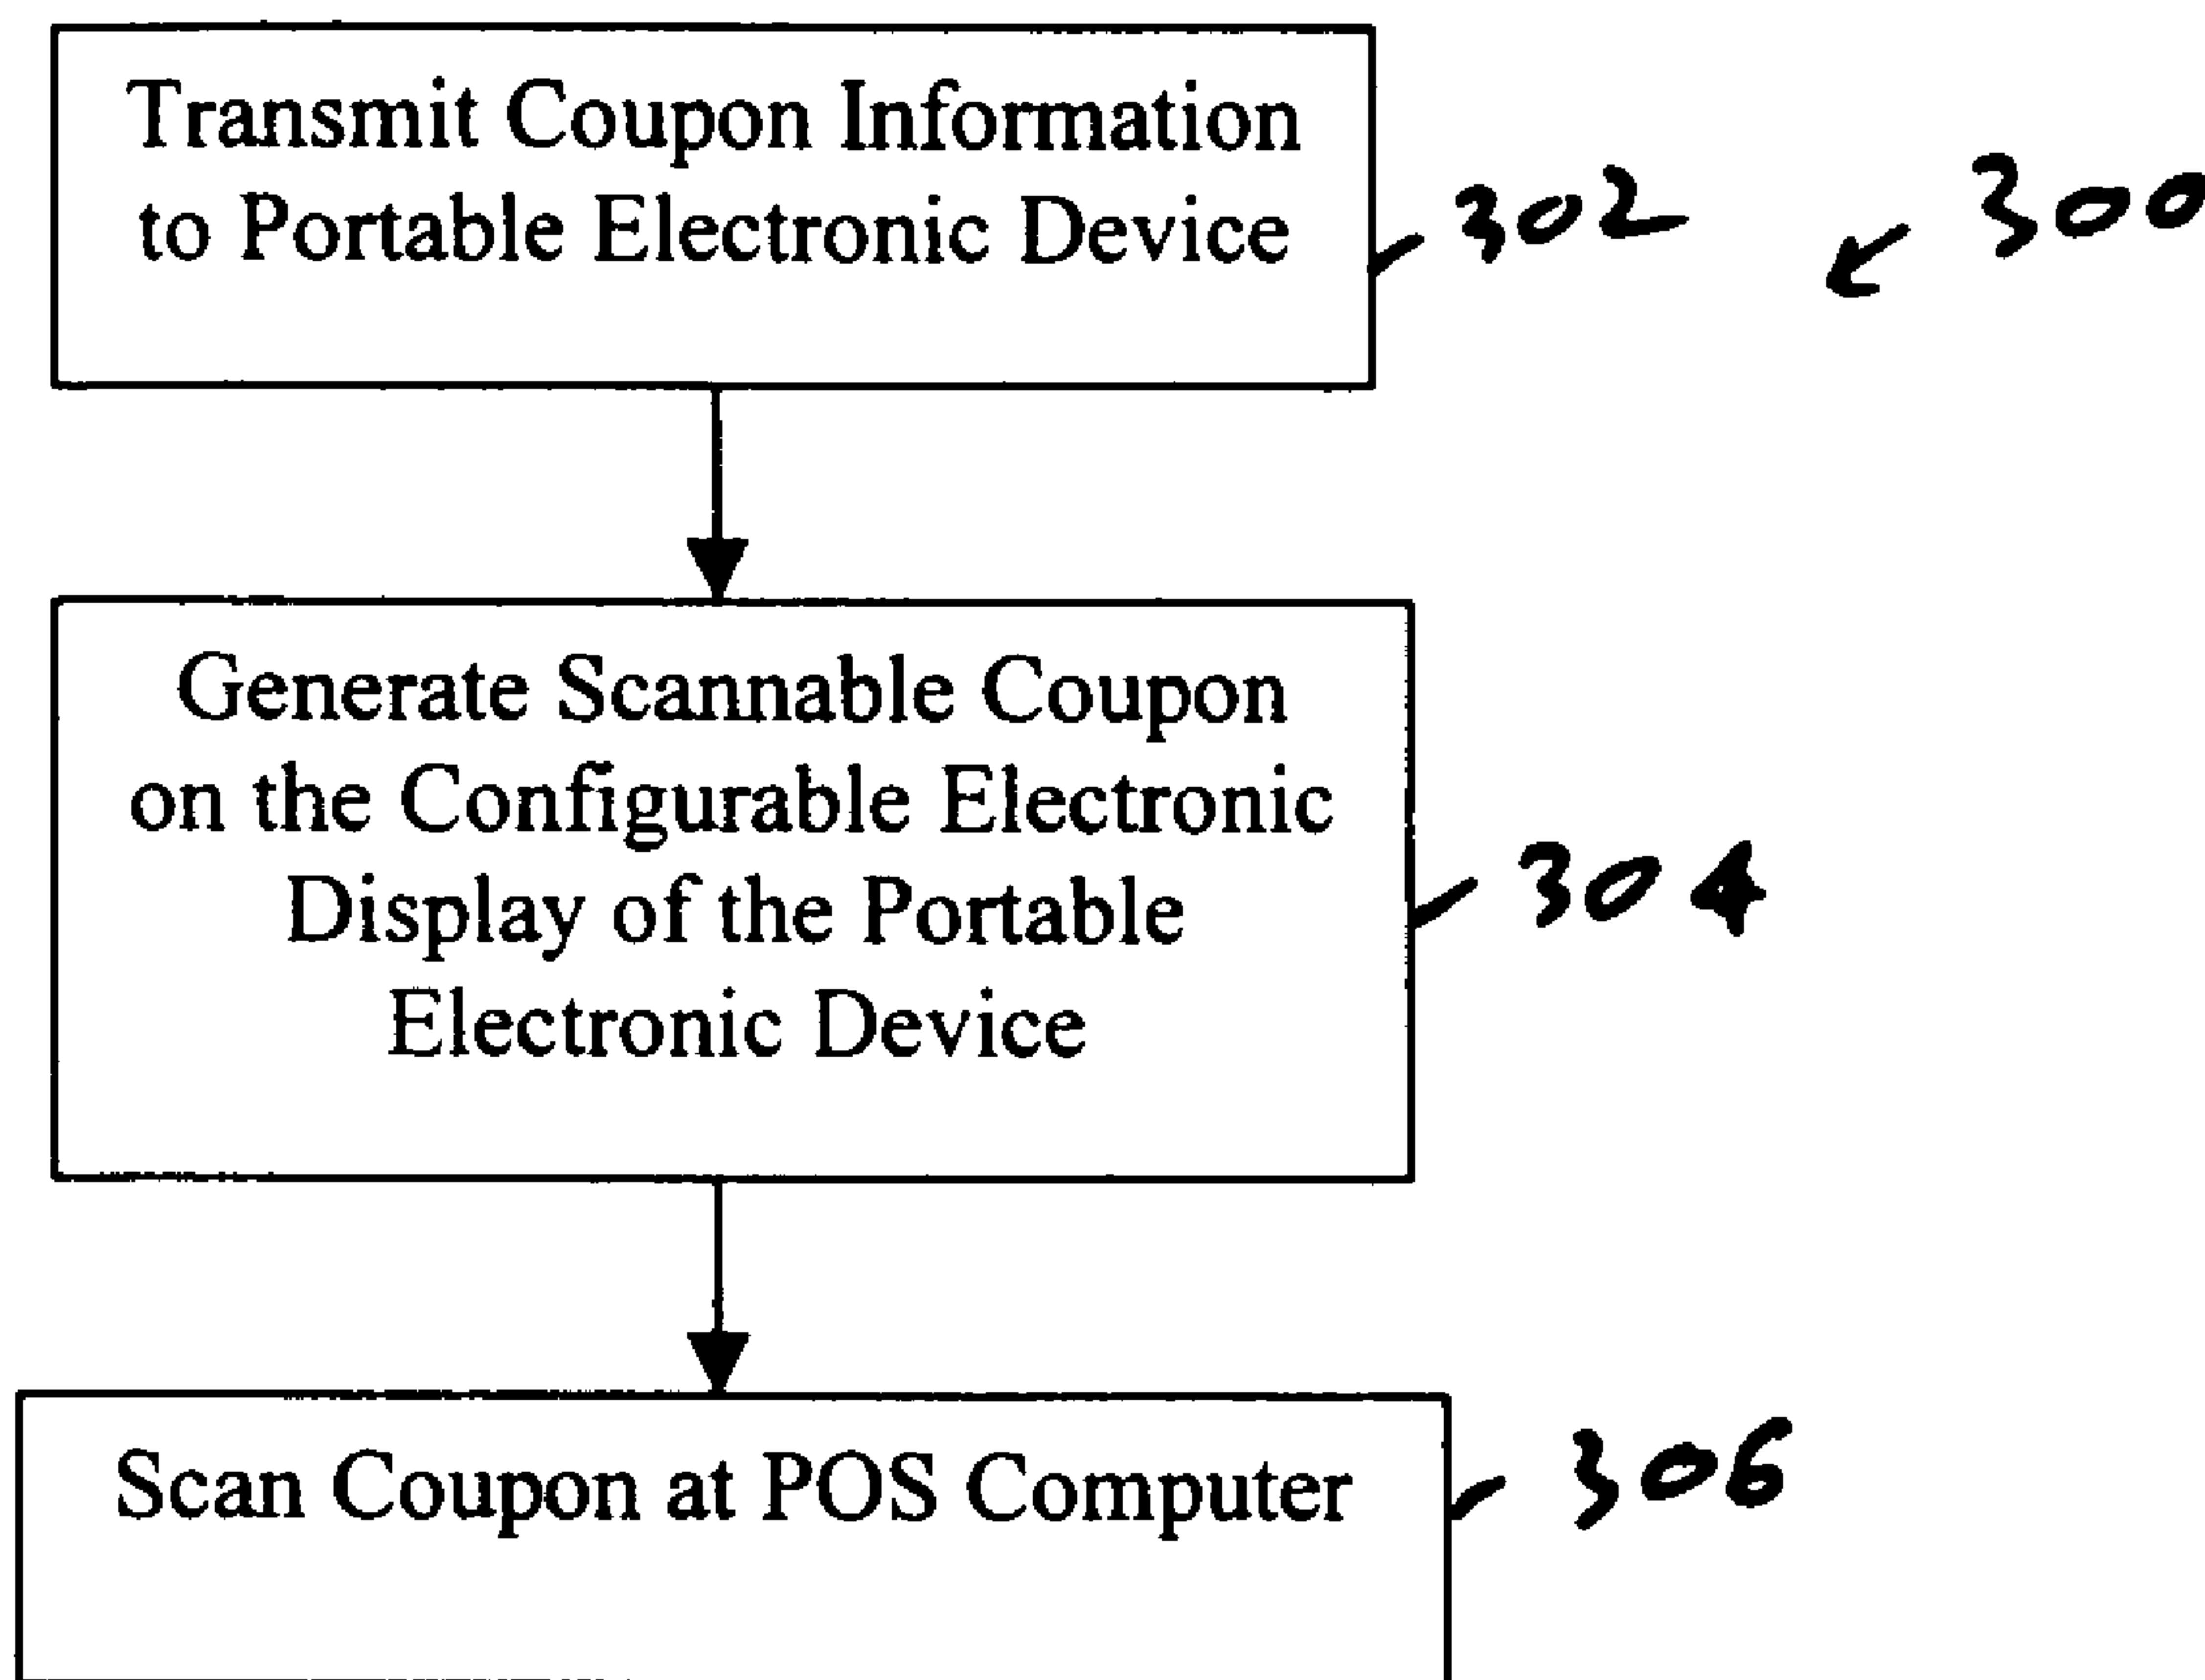 Transmit Coupon Information
to Portable Electronic Device
302
300
Generate Scannable Coupon
on the Configurable Electronic
Display of the Portable
Electronic Device
304
Scan Coupon at POS Computer
306